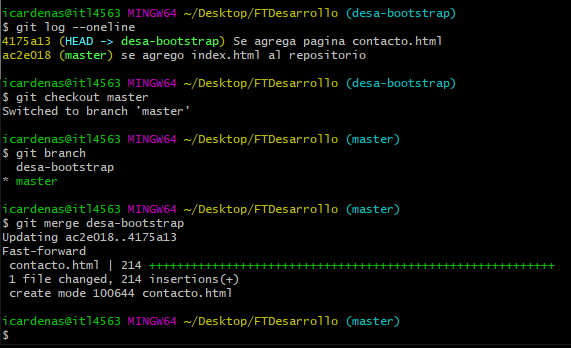 icardenas@itl4563 MINGW64 ~/Desktop/FTDesarrollo (desa-bootstrap)
$ git log --oneline
4175a13 (HEAD -> desa-bootstrap) Se agrega pagina contacto.html
ac2e018 (master) se agrego index.html al repositorio
icardenas@itl4563 MINGW64 ~/Desktop/FTDesarrollo (desa-bootstrap)
$ git checkout master
Switched to branch 'master'
icardenas@itl4563 MINGW64 ~/Desktop/FTDesarrollo (master)
$ git branch
  desa-bootstrap
* master
icardenas@itl4563 MINGW64 ~/Desktop/FTDesarrollo (master)
$ git merge desa-bootstrap
Updating ac2e018..4175a13
Fast-forward
 contacto.html | 214 ++++++++++++++++++++++++++++++++++++++++++++++++++++++++++
 1 file changed, 214 insertions(+)
 create mode 100644 contacto.html
icardenas@itl4563 MINGW64 ~/Desktop/FTDesarrollo (master)
$